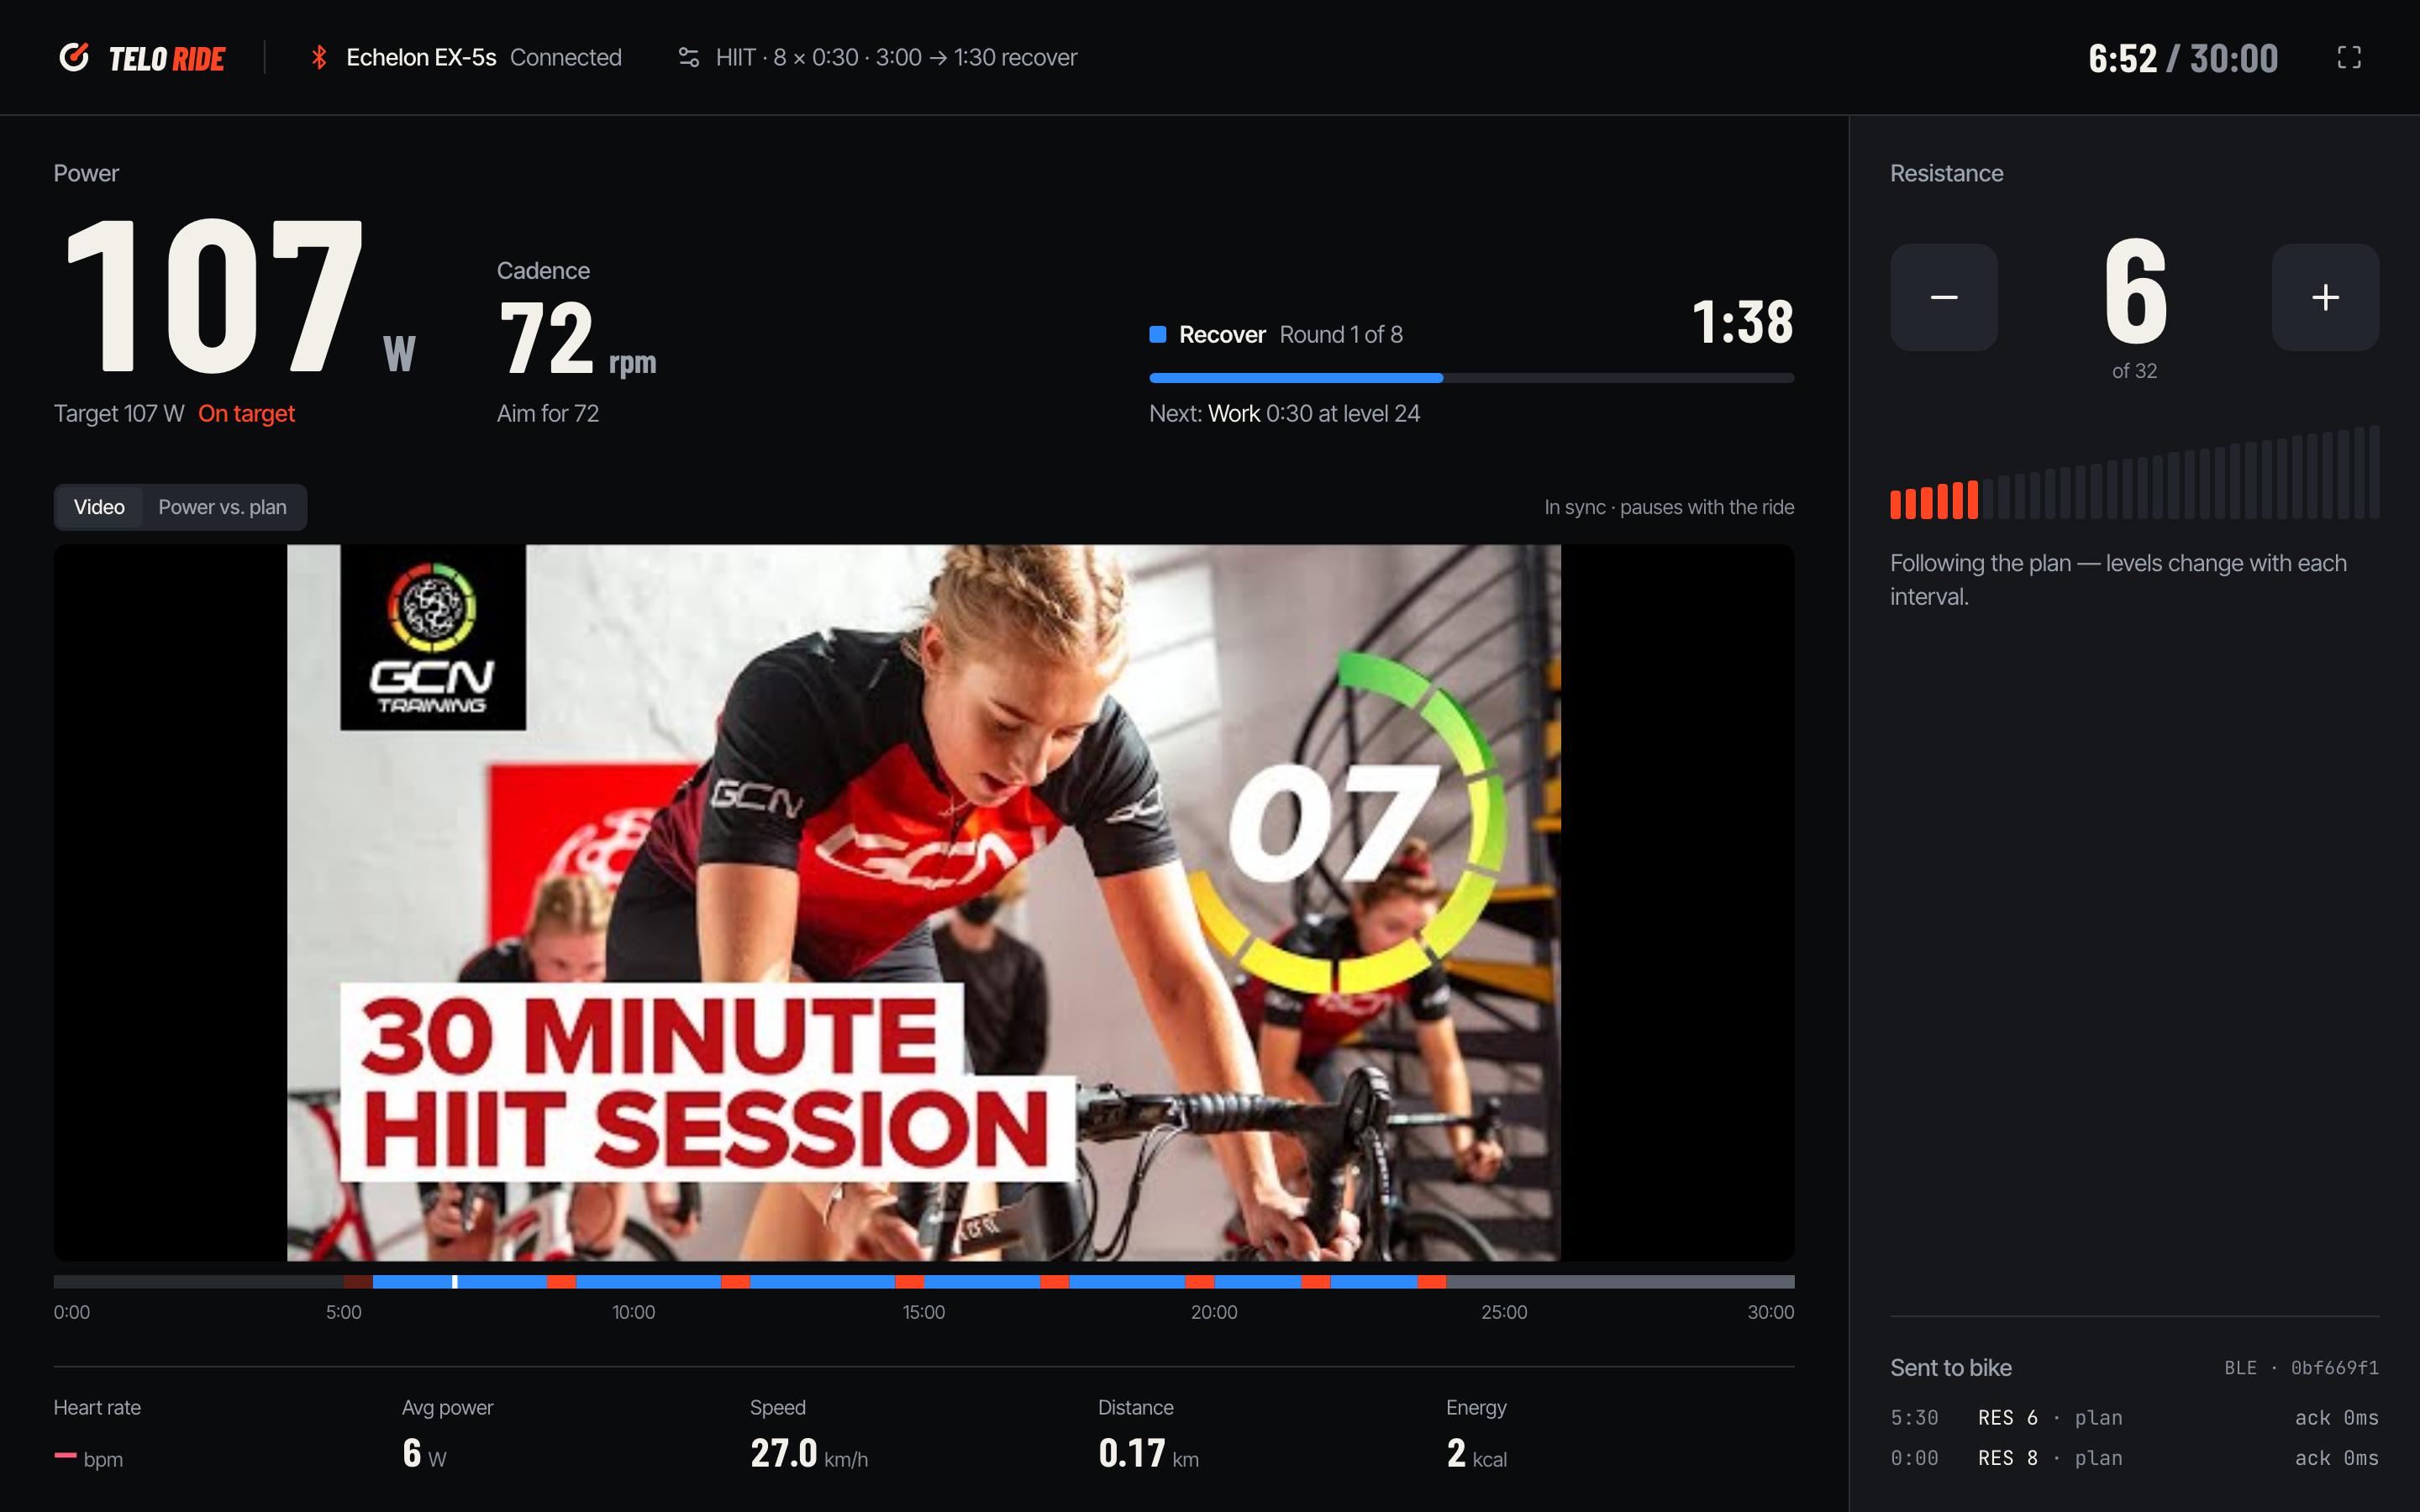 TELO RIDE
Echelon EX-5s Connected
HIIT · 8 × 0:30 · 3:00 → 1:30 recover
6:52 / 30:00
Power
107 W
Target 107 W On target
Cadence
72 rpm
Aim for 72
Recover Round 1 of 8
1:38
Next: Work 0:30 at level 24
Resistance
−
6
+
of 32
Following the plan — levels change with each
interval.
Video
Power vs. plan
In sync · pauses with the ride
GCN
TRAINING
GCN
GCN
07
30 MINUTE
HIIT SESSION
0:00 5:00 10:00 15:00 20:00 25:00 30:00
Heart rate
— bpm
Avg power
6 W
Speed
27.0 km/h
Distance
0.17 km
Energy
2 kcal
Sent to bike
BLE · 0bf669f1
5:30 RES 6 · plan ack 0ms
0:00 RES 8 · plan ack 0ms